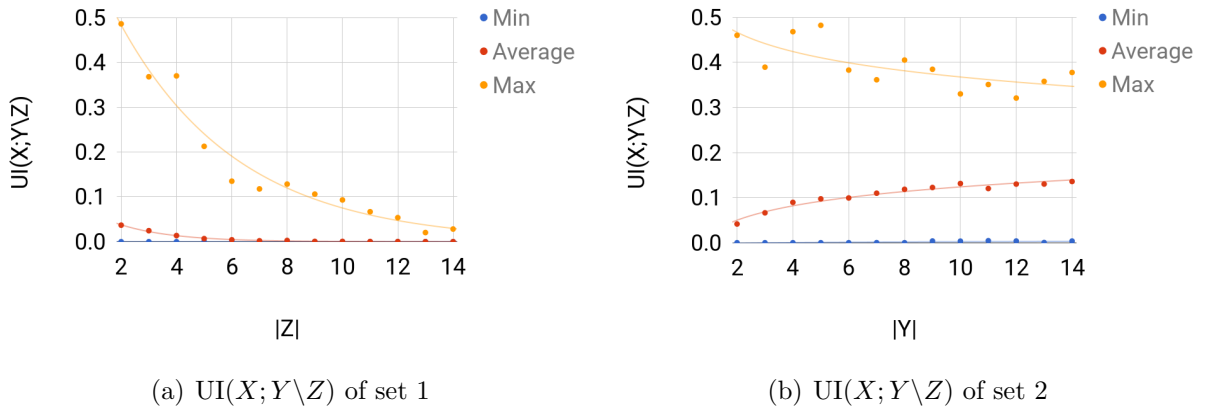 0.5
0.4
0.3
0.2
0.1
0.0
UI(X;Y\Z)
2 4 6 8 10 12 14
|Z|
Min
Average
Max
(a) UI(X; Y\Z) of set 1
0.5
0.4
0.3
0.2
0.1
0.0
UI(X;Y\Z)
2 4 6 8 10 12 14
|Y|
Min
Average
Max
(b) UI(X; Y\Z) of set 2